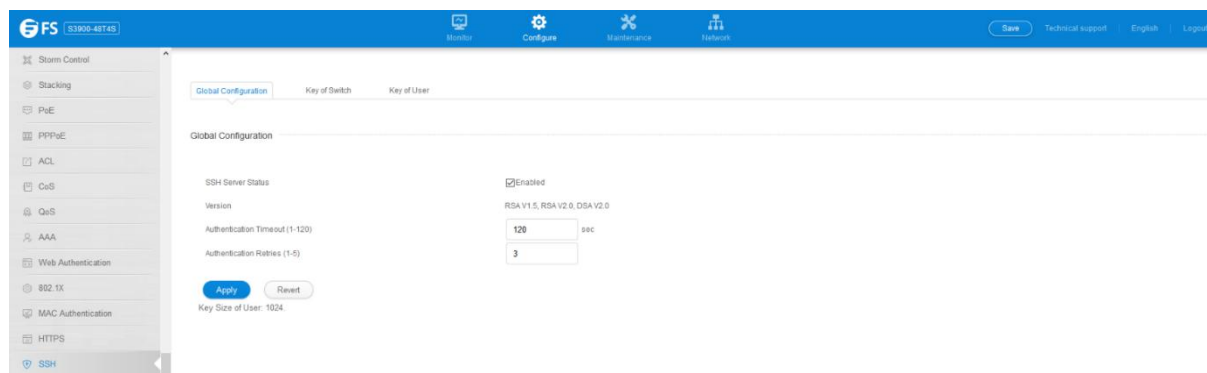 FS S3900-48T4S
Monitor
Configure
Maintenance
Network
Save
Technical support
English
Logout
Storm Control
Stacking
PoE
PPPoE
ACL
CoS
QoS
AAA
Web Authentication
802.1X
MAC Authentication
HTTPS
SSH
Global Configuration
Key of Switch
Key of User
Global Configuration
SSH Server Status
Enabled
Version
RSA V1.5, RSA V2.0, DSA V2.0
Authentication Timeout (1-120)
120 sec
Authentication Retries (1-5)
3
Apply
Revert
Key Size of User: 1024.